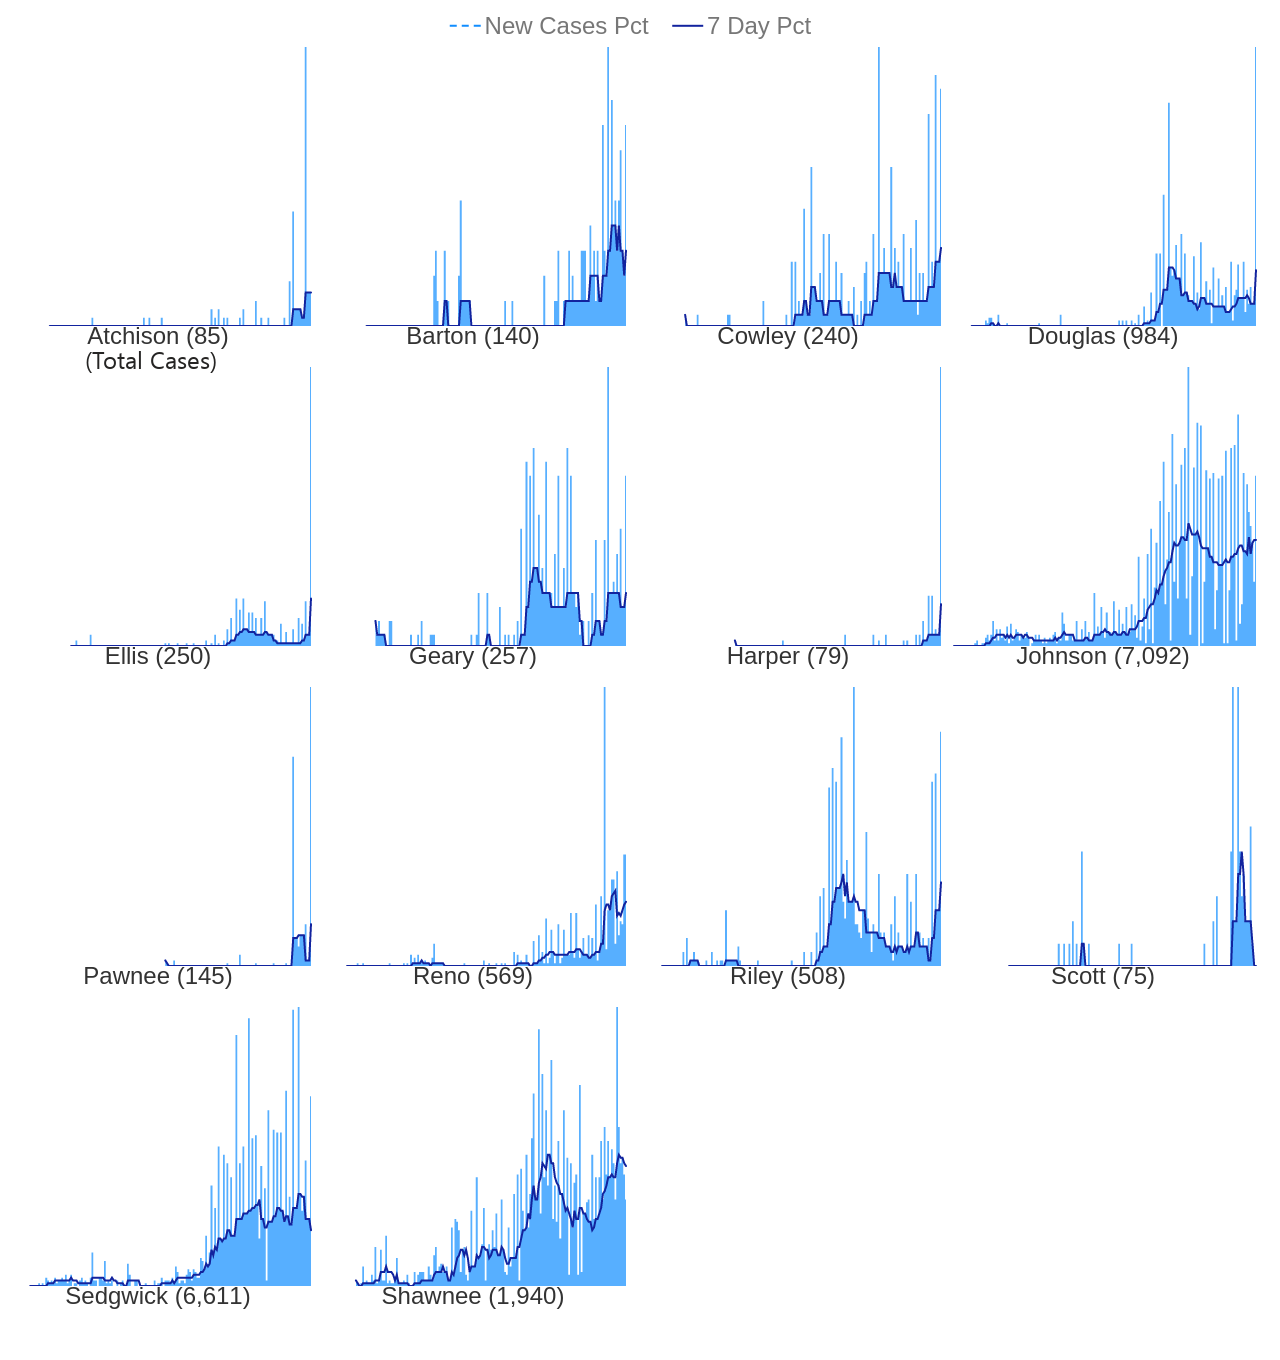 New Cases Pct 7 Day Pct
Atchison (85) Barton (140) Cowley (240) Douglas (984)
(Total Cases)
Ellis (250) Geary (257) Harper (79) Johnson (7,092)
Pawnee (145) Reno (569) Riley (508) Scott (75)
Sedgwick (6,611) Shawnee (1,940)